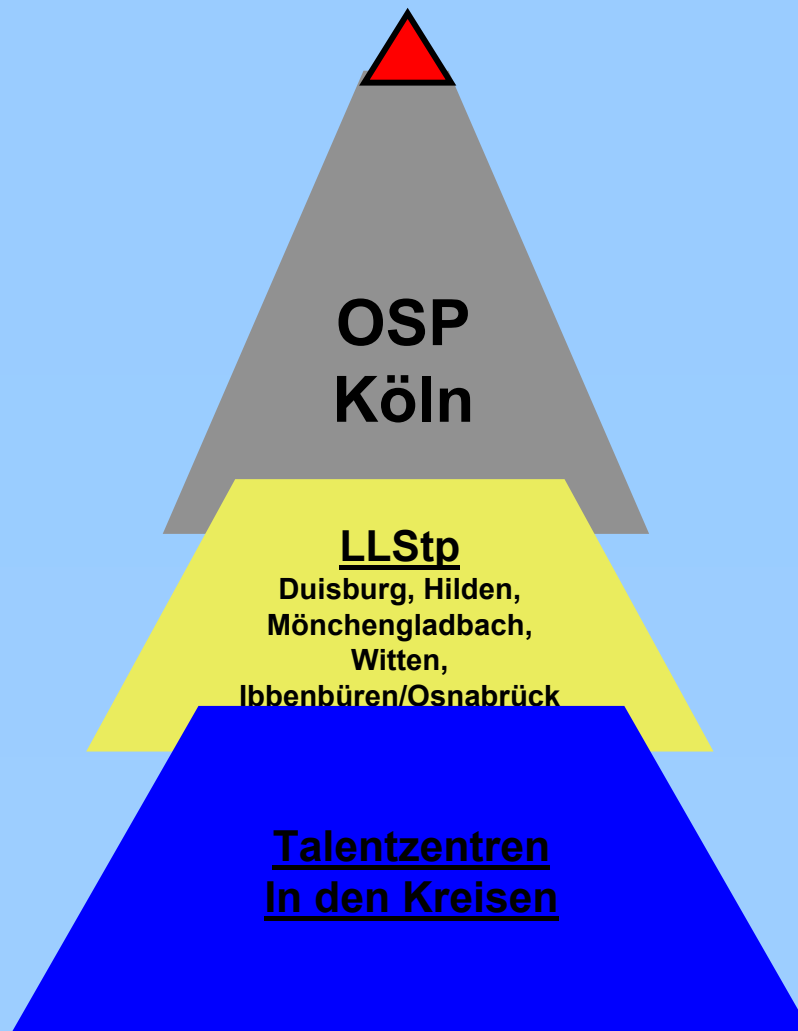 OSP
Köln
LLStp
Duisburg, Hilden,
Mönchengladbach,
Witten,
Ibbenbüren/Osnabrück
Talentzentren
In den Kreisen